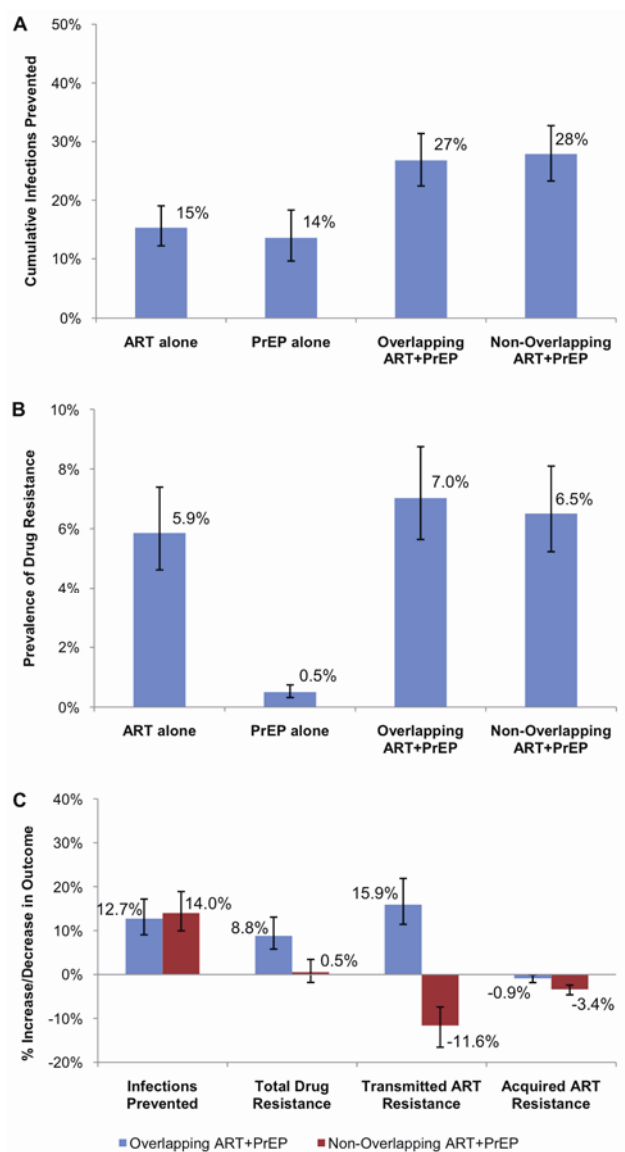 A
Cumulative Infections Prevented
50%
40%
30%
20%
10%
0%
15%
14%
27%
28%
ART alone
PrEP alone
Overlapping
ART+PrEP
Non-Overlapping
ART+PrEP
B
Prevalence of Drug Resistance
10%
8%
6%
4%
2%
0%
5.9%
0.5%
7.0%
6.5%
ART alone
PrEP alone
Overlapping
ART+PrEP
Non-Overlapping
ART+PrEP
C
% Increase/Decrease in Outcome
40%
30%
20%
10%
0%
-10%
-20%
12.7%
14.0%
8.8%
0.5%
15.9%
-11.6%
-0.9%
-3.4%
Infections
Prevented
Total Drug
Resistance
Transmitted ART
Resistance
Acquired ART
Resistance
Overlapping ART+PrEP
Non-Overlapping ART+PrEP